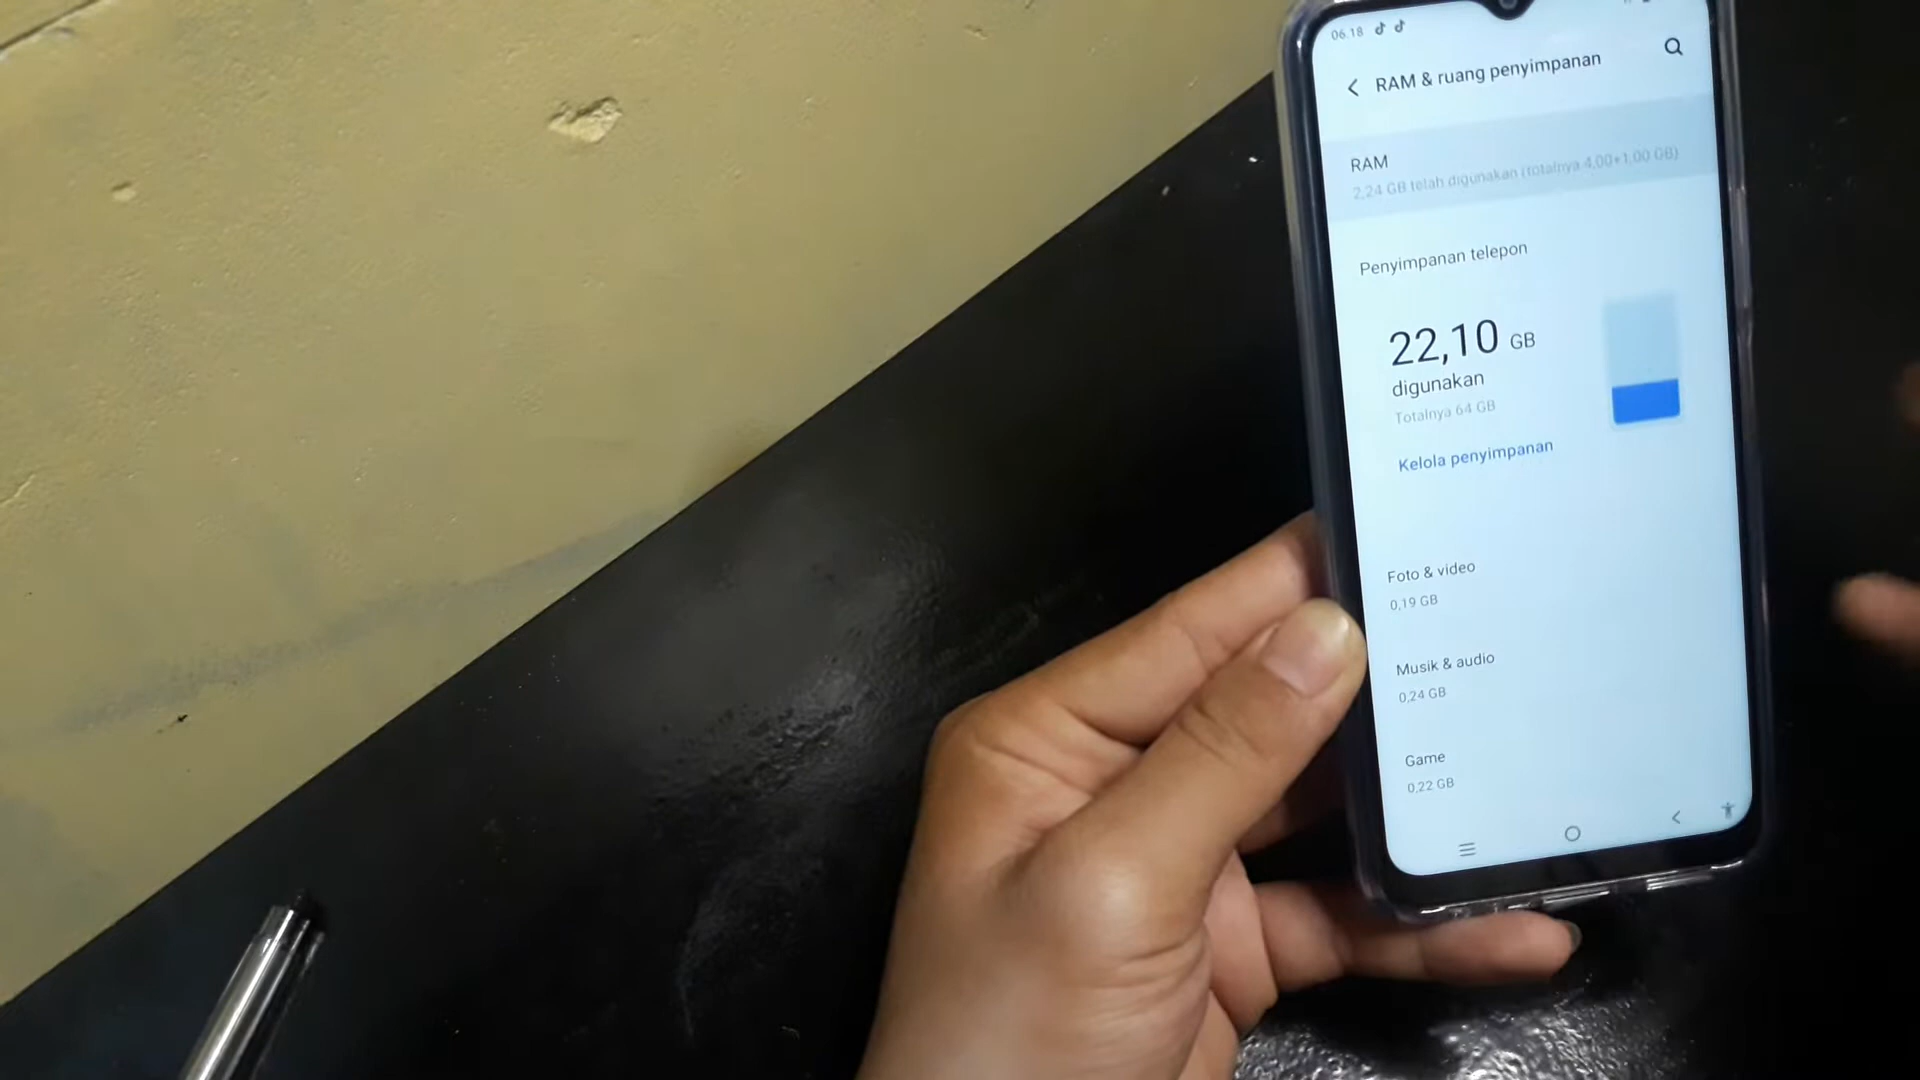 06.18
RAM & ruang penyimpanan
RAM
2,24 GB telah digunakan (totalnya 4,00+1,00 GB)
Penyimpanan telepon
22,10 GB
digunakan
Totalnya 64 GB
Kelola penyimpanan
Foto & video
0,19 GB
Musik & audio
0,24 GB
Game
0,22 GB